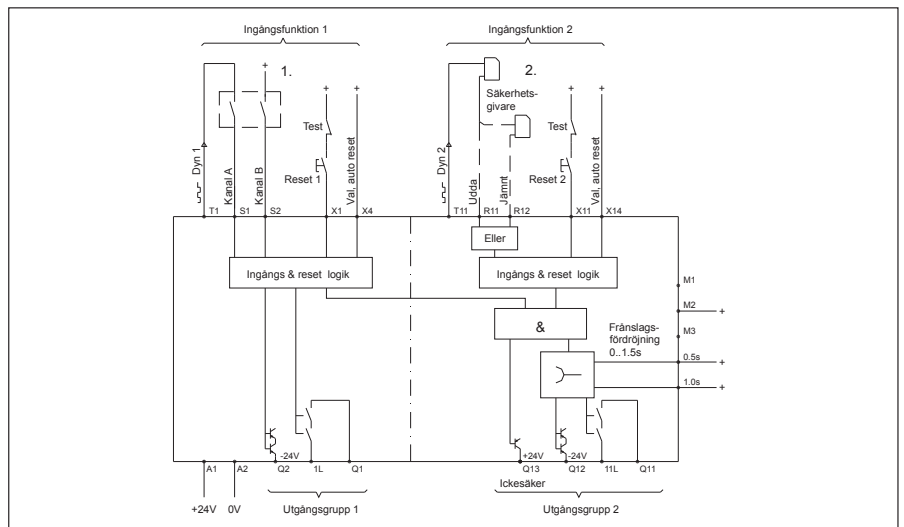 Ingångsfunktion 1
Ingångsfunktion 2
+
1.
2.
Säkerhets-
givare
+
+
+
+
Test
Test
Dyn 1
Kanal A
Kanal B
Reset 1
Val, auto reset
Dyn 2
Udda
Jämnt
Reset 2
Val, auto reset
T1
S1
S2
X1
X4
T11
R11
R12
X11
X14
Eller
Ingångs & reset logik
Ingångs & reset logik
M1
M2
+
&
Frånslags-
fördröjning
0..1.5s
M3
0.5s
+
1.0s
+
-24V
+24V
-24V
A1
A2
Q2
1L
Q1
Q13
Q12
11L
Q11
Ickesäker
+24V
0V
Utgångsgrupp 1
Utgångsgrupp 2